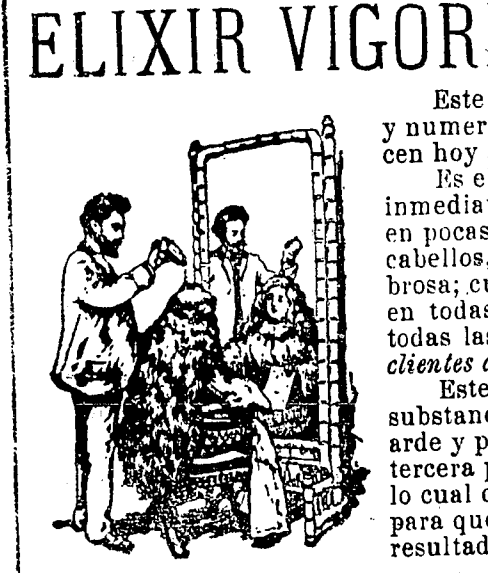 ELIXIR VIGOR
Este
y numer
cen hoy
Es e
inmedia
en pocas
cabellos,
brosa; cu
en todas
todas las
clientes
Este
substanc
arde y p
tercera p
lo cual
para que
resultad